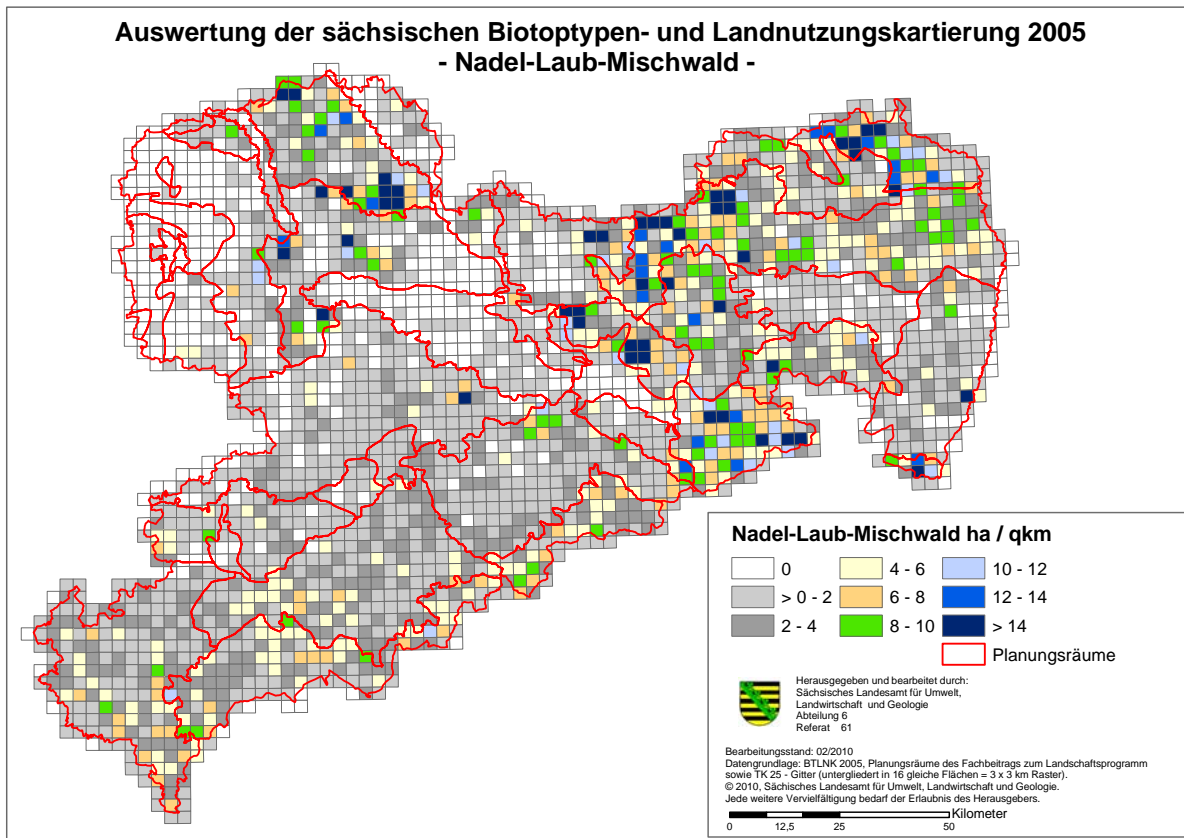 Auswertung der sächsischen Biotoptypen- und Landnutzungskartierung 2005
- Nadel-Laub-Mischwald -
Nadel-Laub-Mischwald ha / qkm
0
> 0 - 2
2 - 4
4 - 6
6 - 8
8 - 10
10 - 12
12 - 14
> 14
Planungsräume
Herausgegeben und bearbeitet durch:
Sächsisches Landesamt für Umwelt,
Landwirtschaft und Geologie
Abteilung 6
Referat 61
Bearbeitungsstand: 02/2010
Datengrundlage: BTLNK 2005, Planungsräume des Fachbeitrags zum Landschaftsprogramm
sowie TK 25 - Gitter (untergliedert in 16 gleiche Flächen = 3 x 3 km Raster).
© 2010, Sächsisches Landesamt für Umwelt, Landwirtschaft und Geologie.
Jede weitere Vervielfältigung bedarf der Erlaubnis des Herausgebers.
Kilometer
0 12,5 25 50